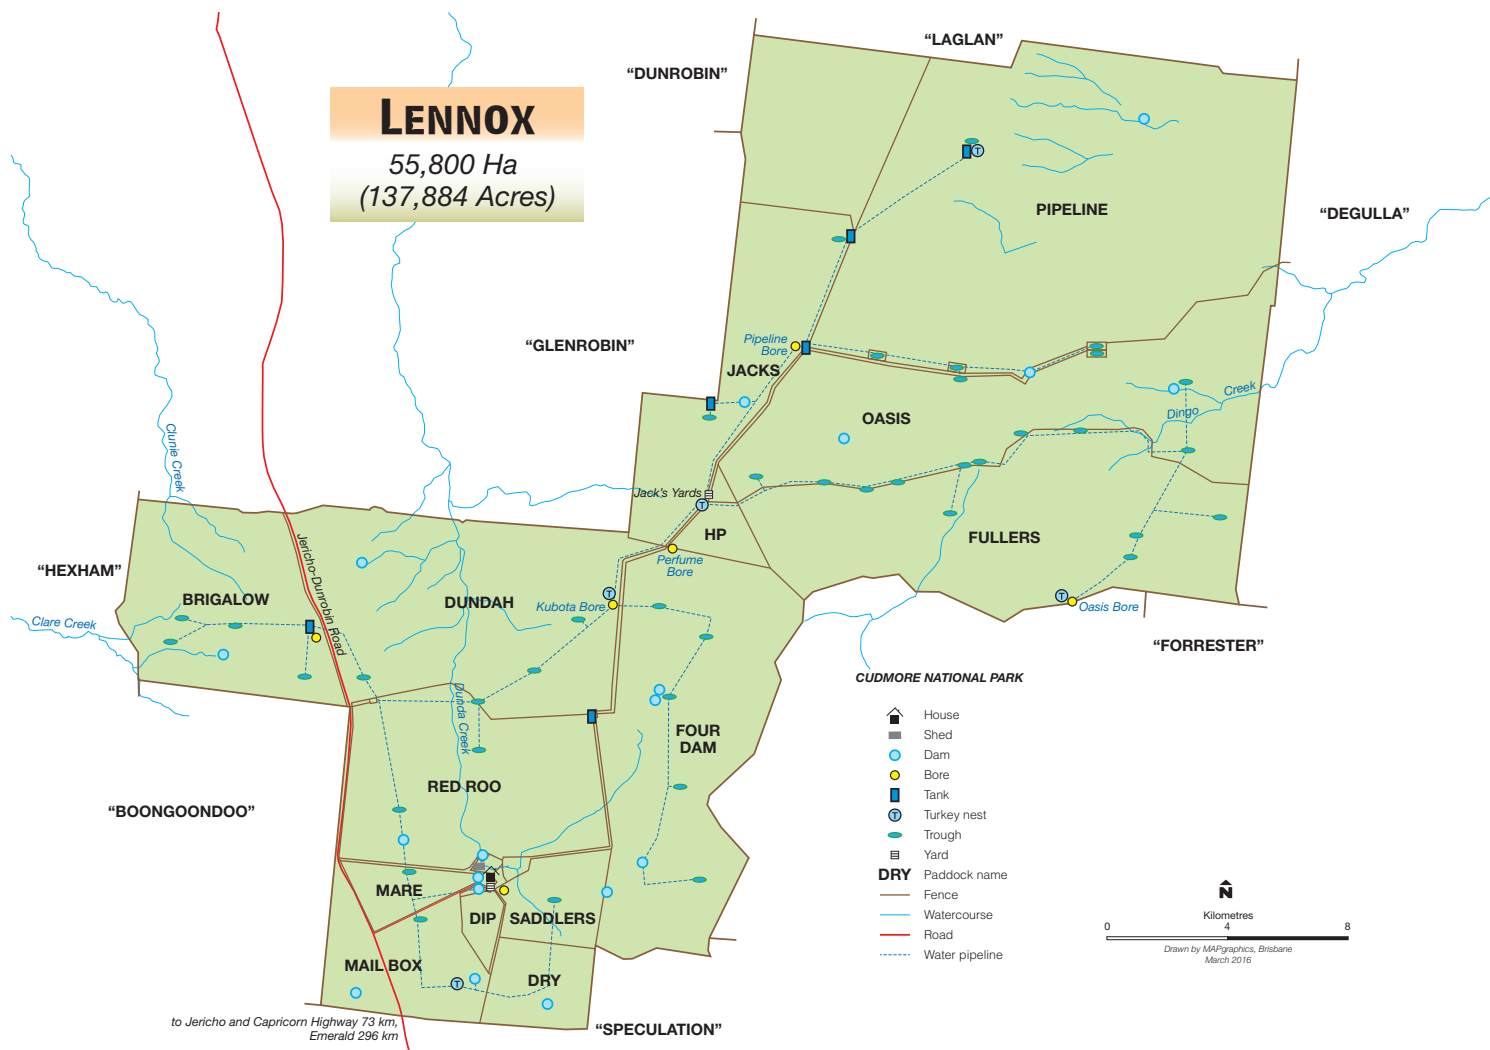 “LAGLAN”
“DUNROBIN”
LENNOX
55,800 Ha
(137,884 Acres)
PIPELINE
“DEGULLA”
“GLENROBIN”
Pipeline
Bore
JACKS
OASIS
Creek
Dingo
Clunie Creek
Jack's Yards
HP
FULLERS
Jericho-Dunrobin Road
Perfume
Bore
“HEXHAM”
BRIGALOW
DUNDAH
Kubota Bore
Oasis Bore
Clare Creek
“FORRESTER”
CUDMORE NATIONAL PARK
Dunda Creek
FOUR
DAM
RED ROO
“BOONGOONDOO”
MARE
DIP
SADDLERS
MAIL BOX
DRY
to Jericho and Capricorn Highway 73 km,
Emerald 296 km
“SPECULATION”
House
Shed
Dam
Bore
Tank
T Turkey nest
Trough
Yard
DRY Paddock name
Fence
Watercourse
Road
Water pipeline
N
Kilometres
0 4 8
Drawn by MAPgraphics, Brisbane
March 2016
T
T
T
T
T